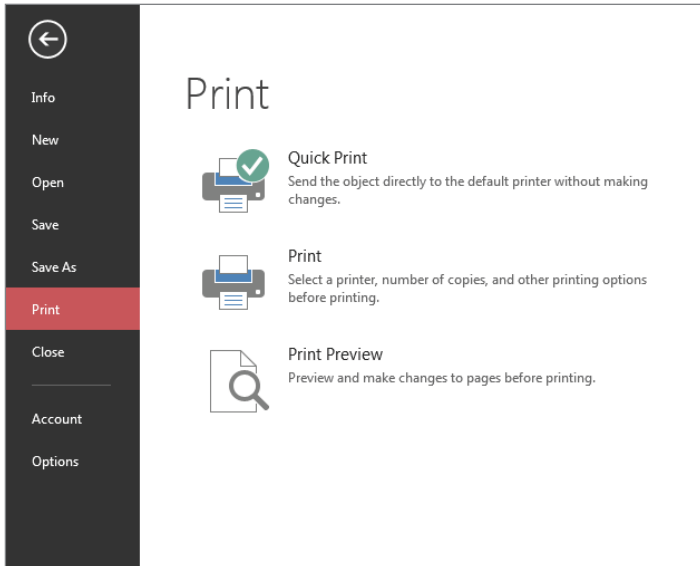 Info
New
Open
Save
Save As
Print
Close
Account
Options
Print
Quick Print
Send the object directly to the default printer without making
changes.
Print
Select a printer, number of copies, and other printing options
before printing.
Print Preview
Preview and make changes to pages before printing.